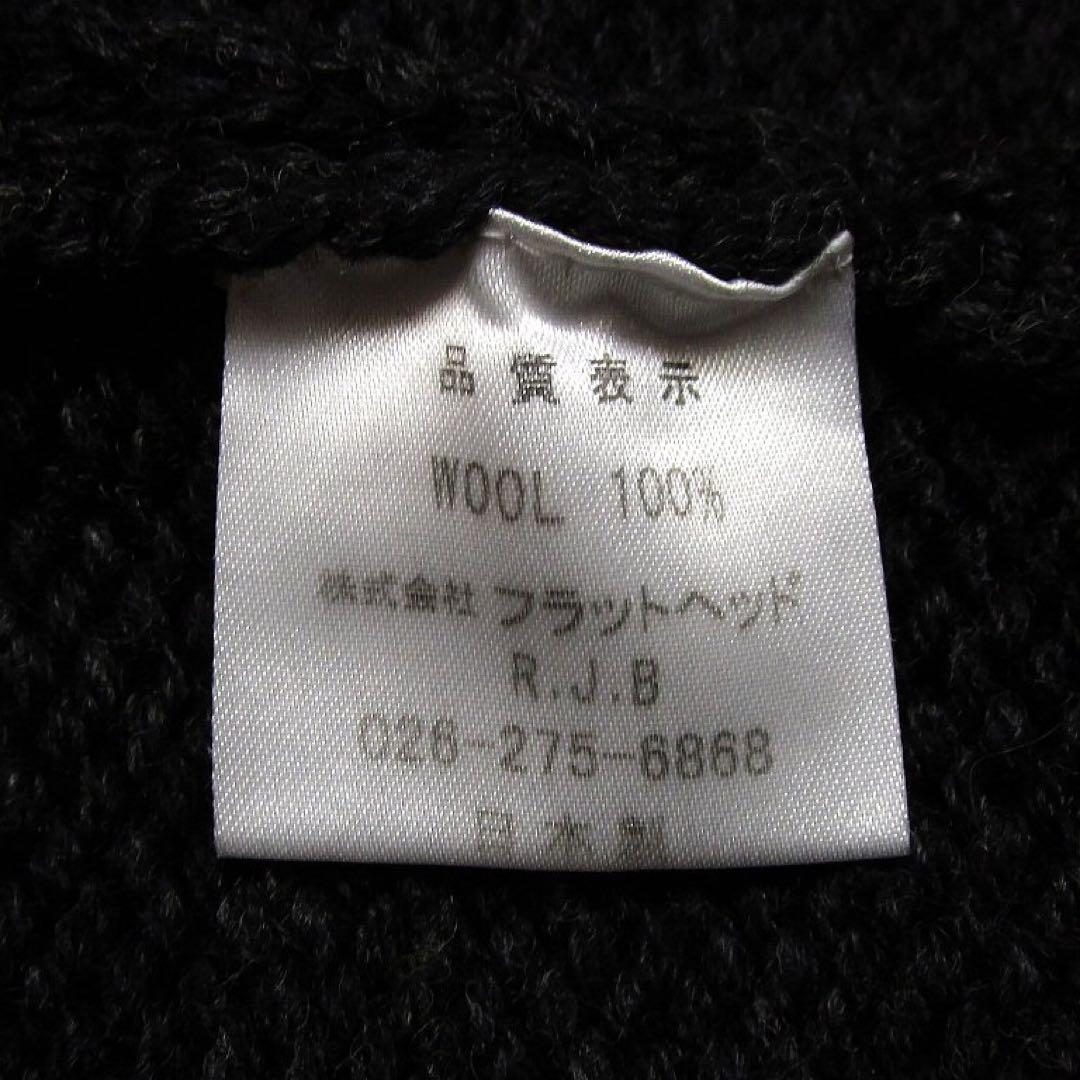 品質表示
WOOL 100%
株式会社フラットヘッド
R.J.B
026-275-6868
日本製